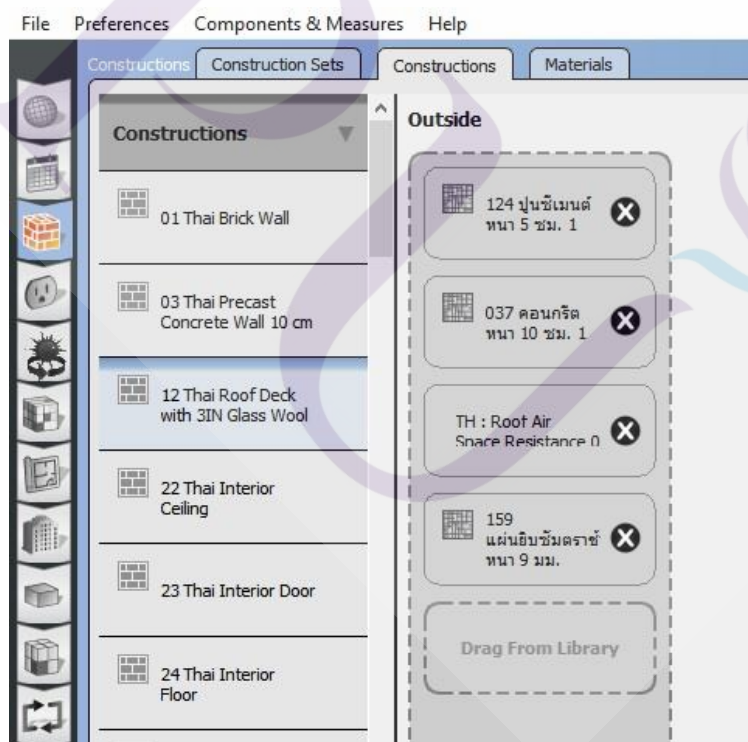 File Preferences Components & Measures Help
Constructions Construction Sets Constructions Materials
Constructions
01 Thai Brick Wall
03 Thai Precast
Concrete Wall 10 cm
12 Thai Roof Deck
with 3IN Glass Wool
22 Thai Interior
Ceiling
23 Thai Interior Door
24 Thai Interior
Floor
Outside
124 ปูนซีเมนต์
หนา 5 ซม. 1
037 คอนกรีต
หนา 10 ซม. 1
TH : Roof Air
Space Resistance 0
159
แผ่นยิบซัมตราช้
หนา 9 มม.
Drag From Library